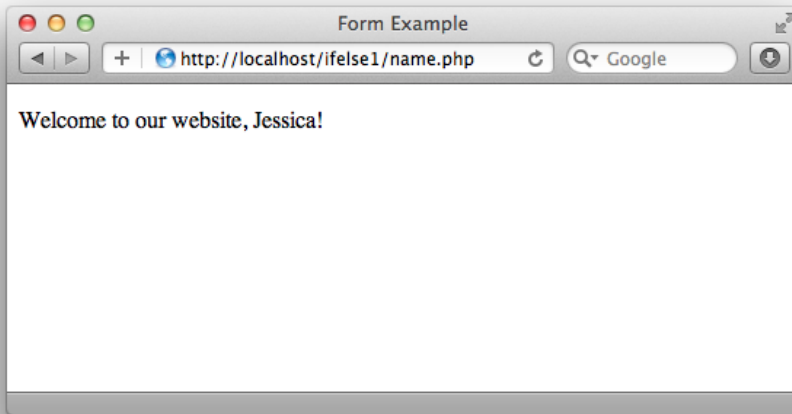 Form Example
http://localhost/ifelse1/name.php
Google
Welcome to our website, Jessica!